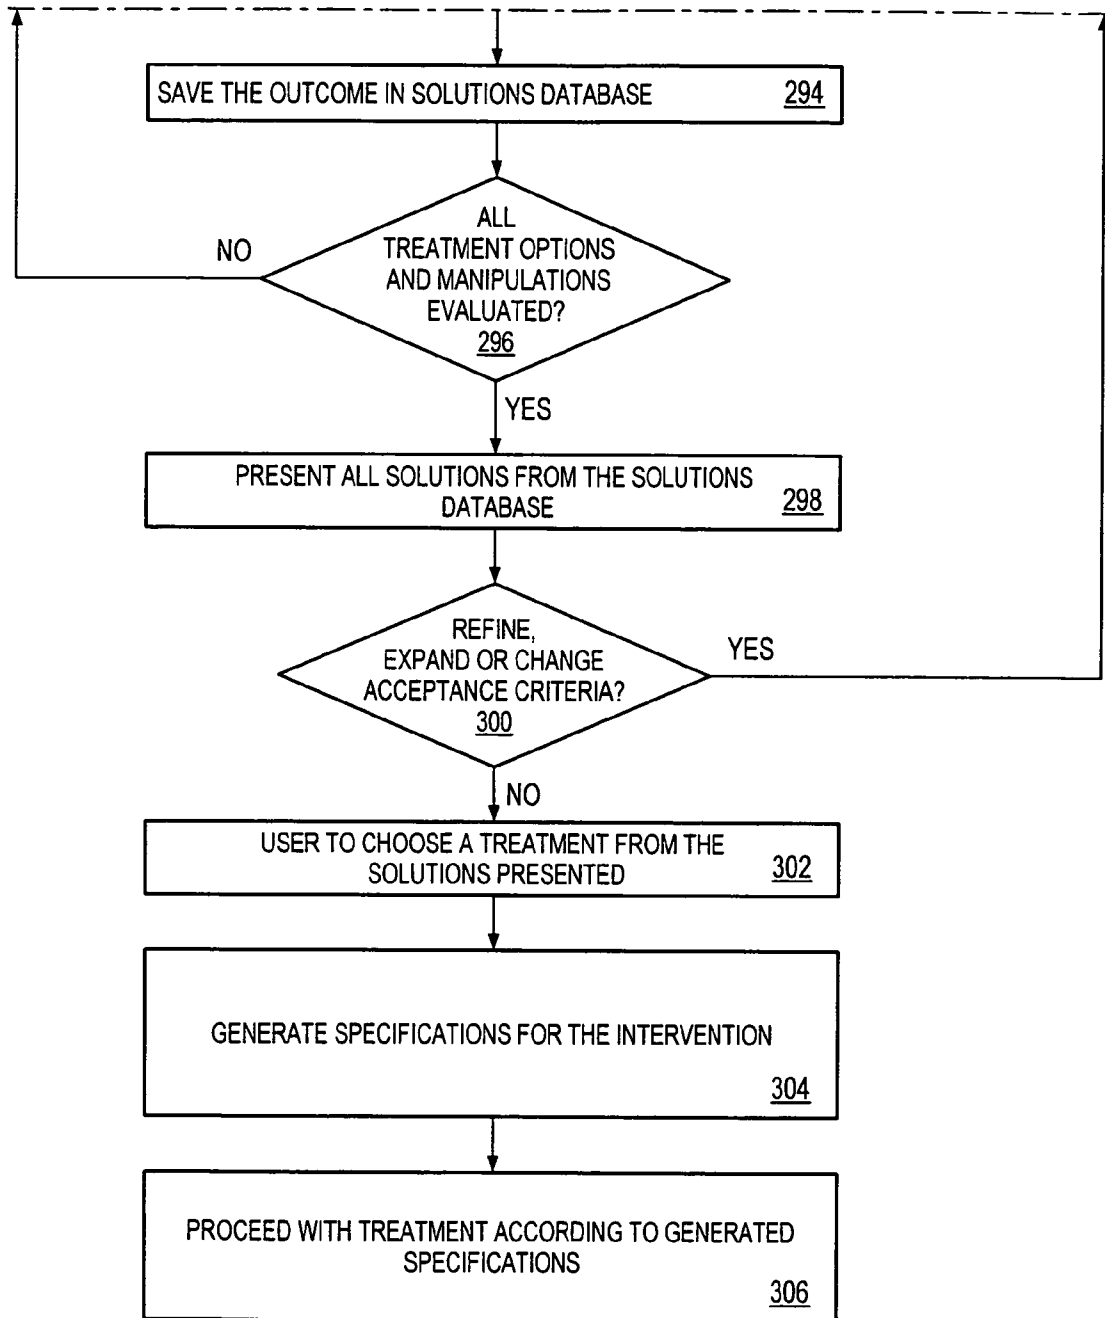 SAVE THE OUTCOME IN SOLUTIONS DATABASE 294
ALL
TREATMENT OPTIONS
AND MANIPULATIONS
EVALUATED?
296
NO
YES
PRESENT ALL SOLUTIONS FROM THE SOLUTIONS
DATABASE
298
REFINE,
EXPAND OR CHANGE
ACCEPTANCE CRITERIA?
300
YES
NO
USER TO CHOOSE A TREATMENT FROM THE
SOLUTIONS PRESENTED
302
GENERATE SPECIFICATIONS FOR THE INTERVENTION
304
PROCEED WITH TREATMENT ACCORDING TO GENERATED
SPECIFICATIONS
306